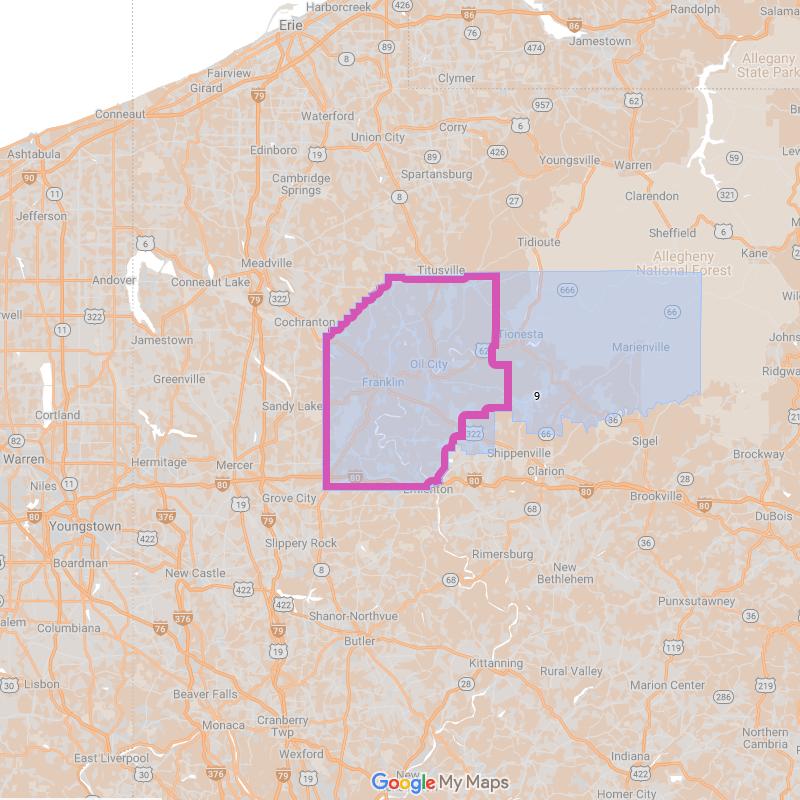 Harborcreek
426
86
Randolph
Salama
Erie
76
Jamestown
86
89
474
8
Allegany
State Park
Fairview
Girard
79
Clymer
Conneaut
957
62
Waterford
6
Corry
Union City
Ashtabula
Edinboro
19
89
426
Youngsville
Warren
59
90
11
Cambridge
Springs
Spartansburg
8
27
Clarendon
321
Jefferson
6
Sheffield
6
Tidioute
Kane
Meadville
Titusville
Allegheny
National Forest
Andover
Conneaut Lake
79
322
666
rwell
322
11
Cochranton
66
Jamestown
Tionesta
62
Marienville
Johns
Oil City
Ridgwa
Greenville
Franklin
9
Cortland
Sandy Lake
36
219
82
322
66
Sigel
Warren
Hermitage
Mercer
Shippenville
Brockway
Niles
11
80
80
Clarion
28
Emlenton
80
80
Grove City
Brookville
80
Youngstown
376
19
68
DuBois
422
Slippery Rock
36
Boardman
8
Rimersburg
New Castle
68
New
Bethlehem
422
Punxsutawney
Shanor-Northvue
376
36
alem
76
79
Columbiana
Butler
19
119
Kittanning
Rural Valley
30
Lisbon
28
Marion Center
219
Beaver Falls
286
Cranberry
Twp
Monaca
Northern
Cambria
Wexford
East Liverpool
30
376
79
19
New
Indiana
422
Homer City
Google My Maps